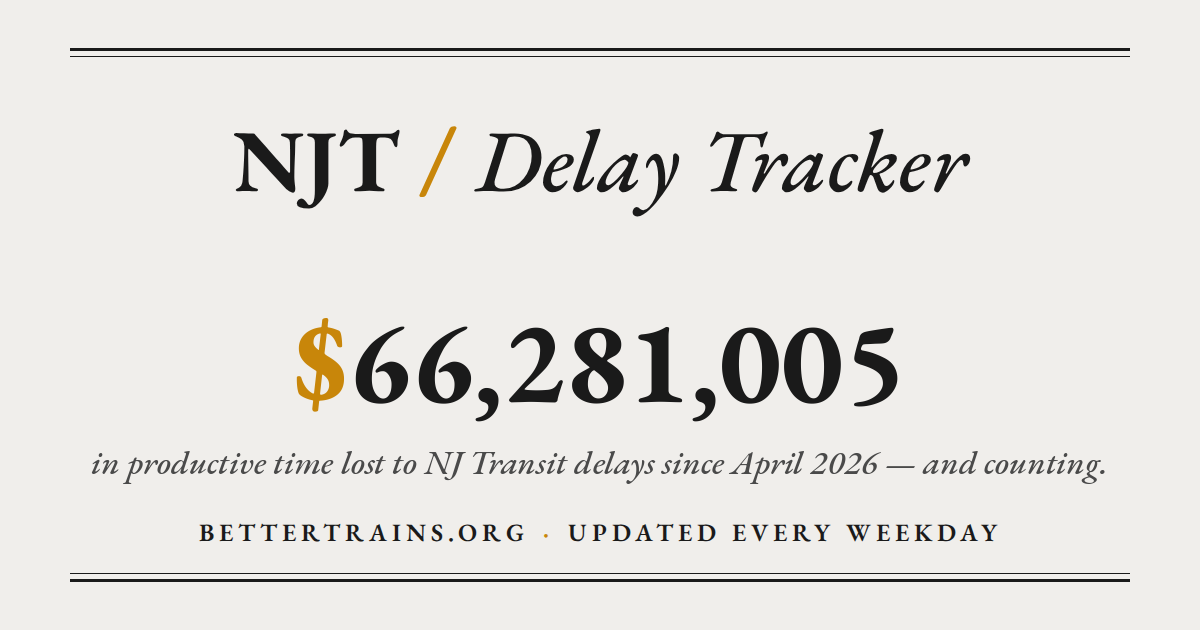 NJT / Delay Tracker
$66,281,005
in productive time lost to NJ Transit delays since April 2026 — and counting.
BETTERTRAINS.ORG · UPDATED EVERY WEEKDAY